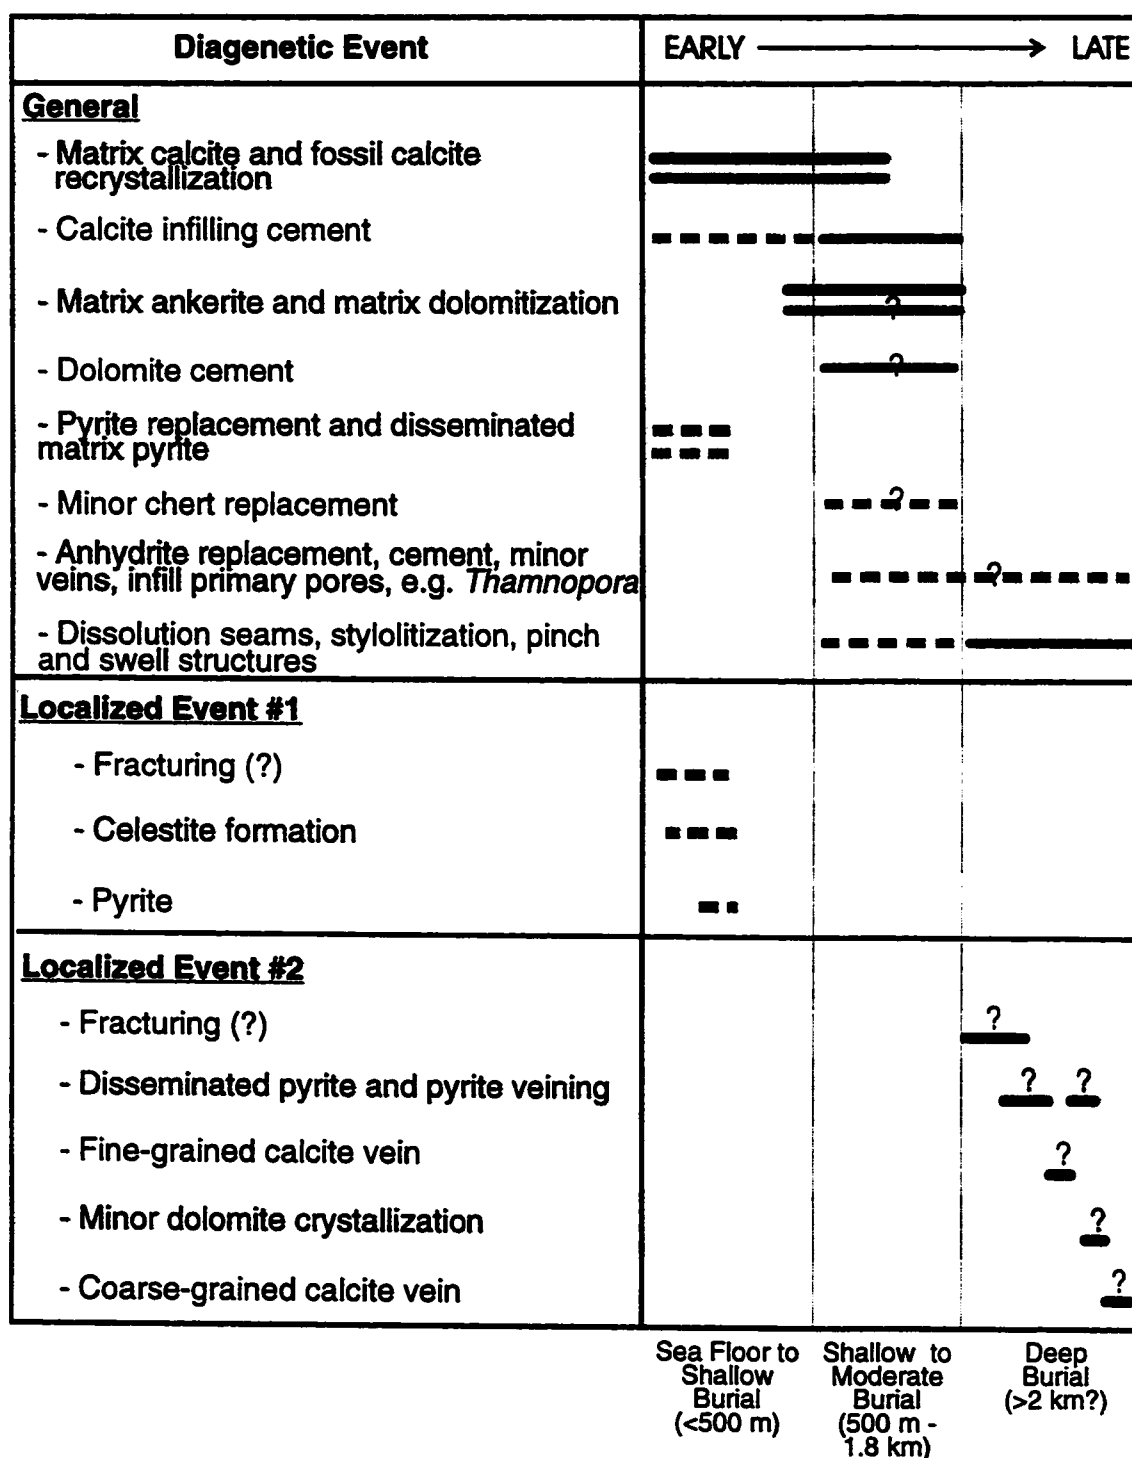 Diagenetic Event
EARLY LATE
General
- Matrix calcite and fossil calcite
recrystallization
- Calcite infilling cement
- Matrix ankerite and matrix dolomitization
?
- Dolomite cement
?
- Pyrite replacement and disseminated
matrix pyrite
- Minor chert replacement
?
- Anhydrite replacement, cement, minor
veins, infill primary pores, e.g. Thamnopora
?
- Dissolution seams, stylolitization, pinch
and swell structures
Localized Event #1
- Fracturing (?)
- Celestite formation
- Pyrite
Localized Event #2
- Fracturing (?)
?
- Disseminated pyrite and pyrite veining
? ?
- Fine-grained calcite vein
?
- Minor dolomite crystallization
?
- Coarse-grained calcite vein
?
Sea Floor to
Shallow
Burial
(<500 m)
Shallow to
Moderate
Burial
(500 m -
1.8 km)
Deep
Burial
(>2 km?)